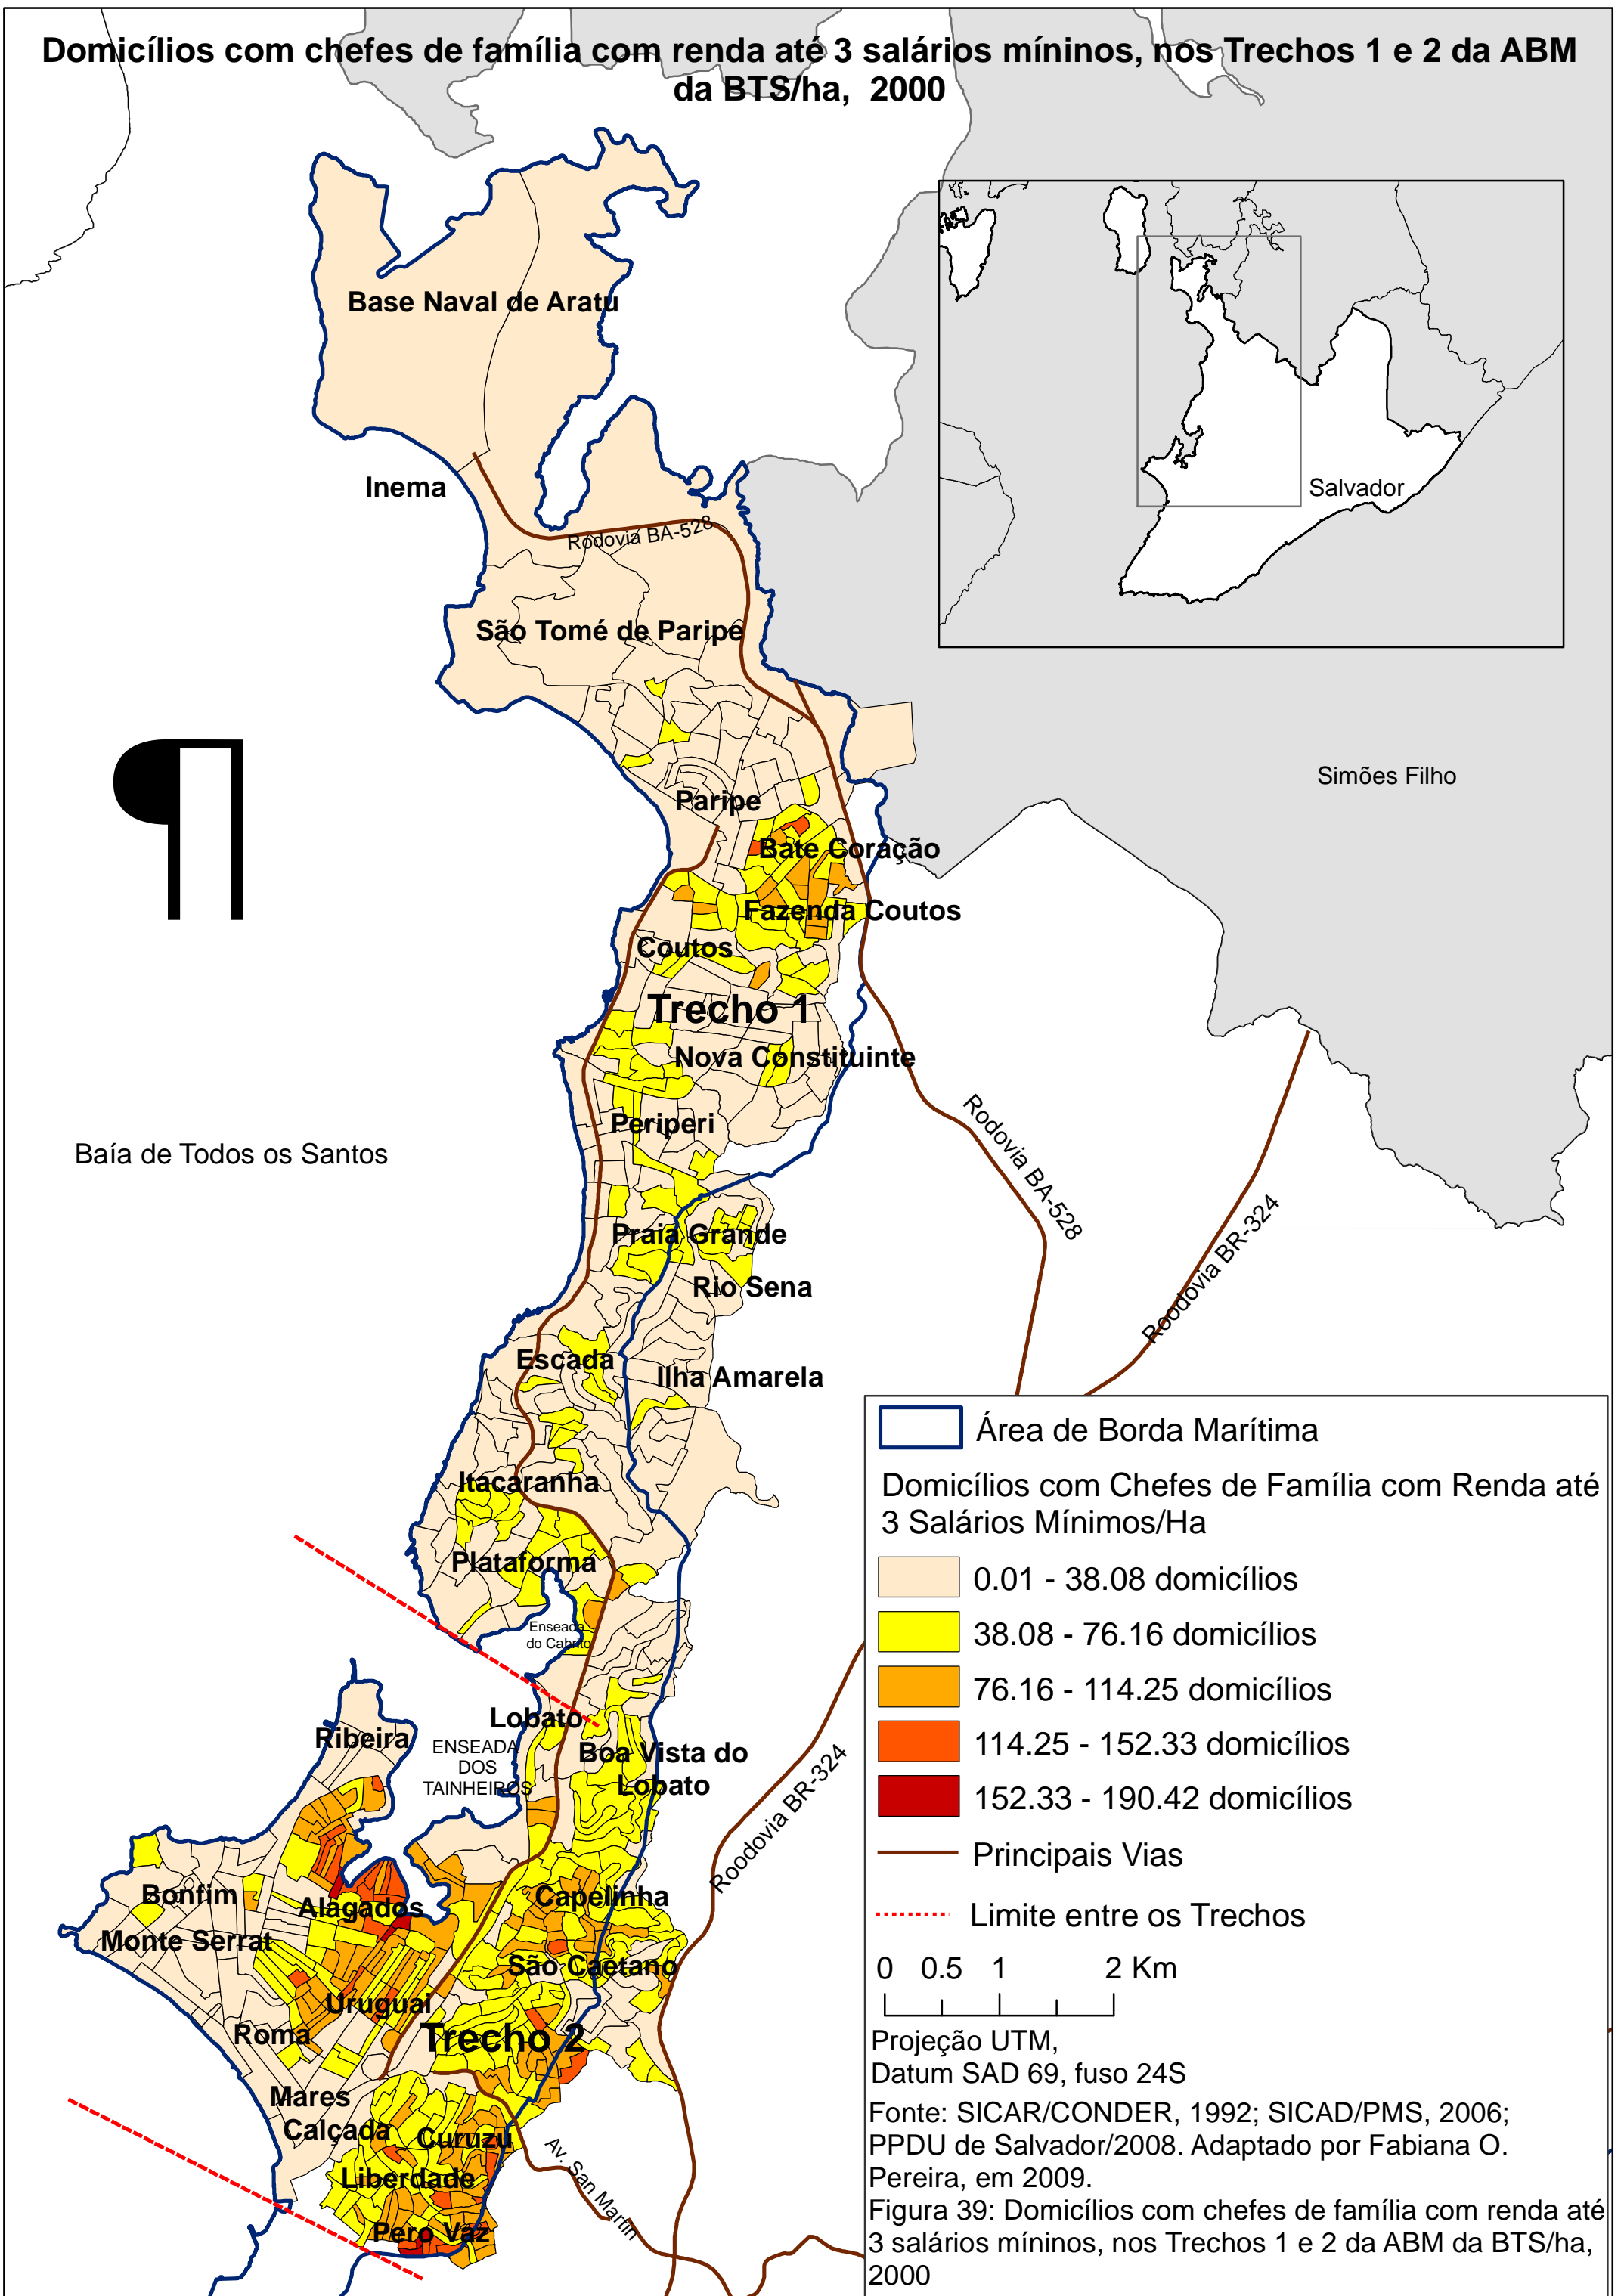 Domicílios com chefes de família com renda até 3 salários míninos, nos Trechos 1 e 2 da ABM
da BTS/ha, 2000
Base Naval de Aratu
Inema
Rodovia BA-528
Salvador
São Tomé de Paripe
¶
Simões Filho
Paripe
Bate Coração
Fazenda Coutos
Coutos
Trecho 1
Nova Constituinte
Periperi
Baía de Todos os Santos
Rodovia BA-528
Roodovia BR-324
Praia Grande
Rio Sena
Escada
Ilha Amarela
Itacaranha
Plataforma
Enseada
do Cabrito
Lobato
Ribeira
ENSEADA
DOS
TAINHEIROS
Boa Vista do
Lobato
Roodovia BR-324
Bonfim
Alagados
Capelinha
Monte Serrat
São Caetano
Uruguai
Roma
Trecho 2
Mares
Calçada
Curuzu
Av. San Martin
Liberdade
Pero Vaz
Área de Borda Marítima
Domicílios com Chefes de Família com Renda até
3 Salários Mínimos/Ha
0.01 - 38.08 domicílios
38.08 - 76.16 domicílios
76.16 - 114.25 domicílios
114.25 - 152.33 domicílios
152.33 - 190.42 domicílios
Principais Vias
Limite entre os Trechos
0 0.5 1 2 Km
Projeção UTM,
Datum SAD 69, fuso 24S
Fonte: SICAR/CONDER, 1992; SICAD/PMS, 2006;
PPDU de Salvador/2008. Adaptado por Fabiana O.
Pereira, em 2009.
Figura 39: Domicílios com chefes de família com renda até
3 salários míninos, nos Trechos 1 e 2 da ABM da BTS/ha,
2000